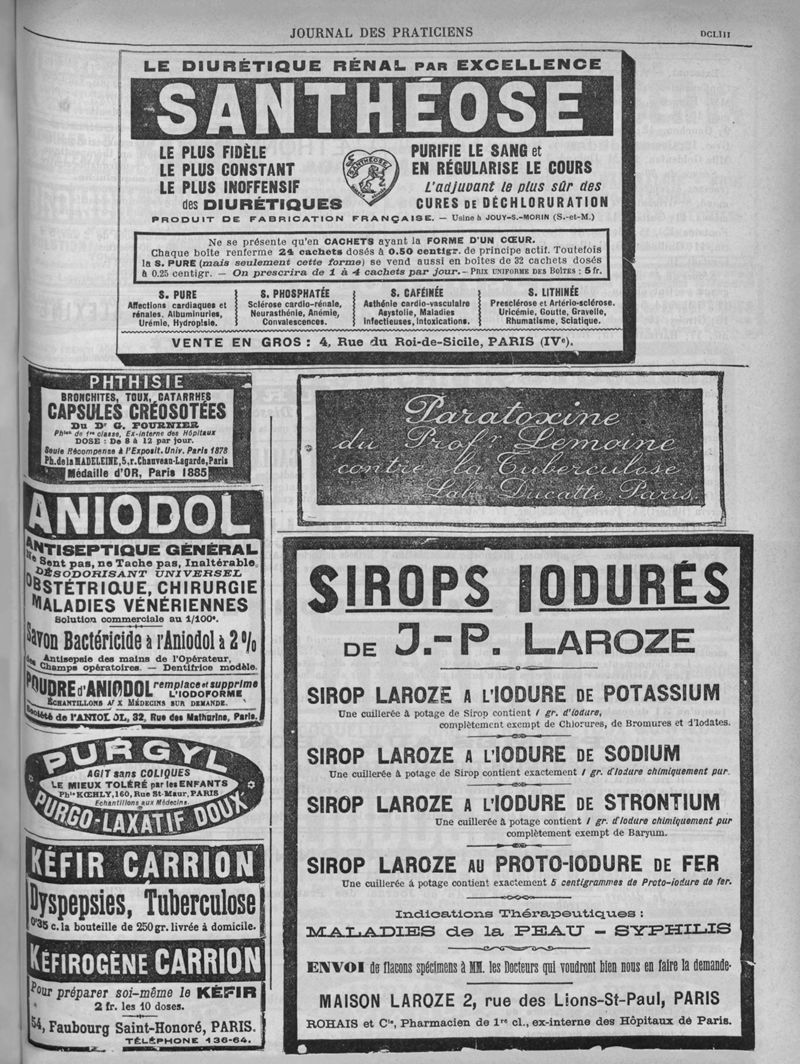 JOURNAL DES PRATICIENS
DCLIII
LE DIURÉTIQUE RÉNAL PAR EXCELLENCE
SANTHÉOSE
LE PLUS FIDÈLE
LE PLUS CONSTANT
LE PLUS INOFFENSIF
des DIURÉTIQUES
SANTHÉOSE
PURIFIE LE SANG et
EN RÉGULARISE LE COURS
L'adjuvant le plus sûr des
CURES DE DÉCHLORURATION
PRODUIT DE FABRICATION FRANÇAISE. — Usine à JOUY-S.-MORIN (S.-et-M.)
Ne se présente qu'en CACHETS ayant la FORME D'UN CŒUR.
Chaque boîte renferme 24 cachets dosés à 0.50 centigr. de principe actif. Toutefois
la S. PURE (mais seulement cette forme) se vend aussi en boîtes de 32 cachets dosés
à 0.25 centigr. — On prescrira de 1 à 4 cachets par jour. — PRIX UNIFORME DES BOÎTES : 5 fr.
S. PURE
Affections cardiaques et
rénales, Albuminuries,
Urémie, Hydropisie.
S. PHOSPHATÉE
Sclérose cardio-rénale,
Neurasthénie, Anémie,
Convalescences.
S. CAFÉINÉE
Asthénie cardio-vasculaire
Asystolie, Maladies
Infectieuses, Intoxications.
S. LITHINÉE
Presclérose et Artério-sclérose.
Uricémie, Goutte, Gravelle,
Rhumatisme, Sciatique.
VENTE EN GROS : 4, Rue du Roi-de-Sicile, PARIS (IVe).
PHTHISIE
BRONCHITES, TOUX, CATARRHES
CAPSULES CRÉOSOTÉES
Du Dr G. FOURNIER
Phien de 1re classe, Ex-interne des Hôpitaux
DOSE : De 8 à 12 par jour.
Seule Récompense à l'Exposit. Univ. Paris 1878
Ph. de la MADELEINE, 5, r. Chauveau-Lagarde, Paris
Médaille d'OR, Paris 1885
ANIODOL
ANTISEPTIQUE GÉNÉRAL
Ne Sent pas, ne Tache pas, Inaltérable
DÉSODORISANT UNIVERSEL
OBSTÉTRIQUE, CHIRURGIE
MALADIES VÉNÉRIENNES
Solution commerciale au 1/100e.
Savon Bactéricide à l'Aniodol à 2 %
Antisepsie des mains de l'Opérateur,
des Champs opératoires. — Dentifrice modèle.
POUDRE d'ANIODOL remplace et supprime
L'IODOFORME
ÉCHANTILLONS AUX MÉDECINS SUR DEMANDE.
Société de l'ANIODOL, 32, Rue des Mathurins, Paris.
PURGYL
AGIT sans COLIQUES
LE MIEUX TOLÉRÉ par les ENFANTS
Phie KŒHLY, 160, Rue St-Maur, PARIS
Echantillons aux Médecins.
PURGO-LAXATIF DOUX
KÉFIR CARRION
Dyspepsies, Tuberculose
0f35 c. la bouteille de 250 gr. livrée à domicile.
KÉFIROGÈNE CARRION
Pour préparer soi-même le KÉFIR
2 fr. les 10 doses.
54, Faubourg Saint-Honoré, PARIS.
TÉLÉPHONE 136-64.
Paratoxine
du Profr Lemoine
contre la Tuberculose
Lab. Ducatte, Paris.
SIROPS IODURÉS
DE J.-P. LAROZE
SIROP LAROZE A L'IODURE DE POTASSIUM
Une cuillerée à potage de Sirop contient 1 gr. d'iodure,
complètement exempt de Chlorures, de Bromures et d'Iodates.
SIROP LAROZE A L'IODURE DE SODIUM
Une cuillerée à potage de Sirop contient exactement 1 gr. d'Iodure chimiquement pur.
SIROP LAROZE A L'IODURE DE STRONTIUM
Une cuillerée à potage contient 1 gr. d'Iodure chimiquement pur
complètement exempt de Baryum.
SIROP LAROZE AU PROTO-IODURE DE FER
Une cuillerée à potage contient exactement 5 centigrammes de Proto-iodure de fer.
Indications Thérapeutiques :
MALADIES de la PEAU - SYPHILIS
ENVOI de flacons spécimens à MM. les Docteurs qui voudront bien nous en faire la demande.
MAISON LAROZE 2, rue des Lions-St-Paul, PARIS
ROHAIS et Cie, Pharmacien de 1re cl., ex-interne des Hôpitaux de Paris.